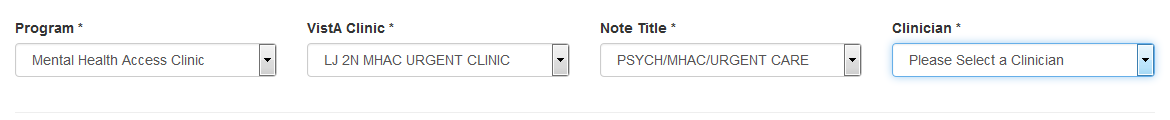 Program * VistA Clinic * Note Title * Clinician *
Mental Health Access Clinic LJ 2N MHAC URGENT CLINIC PSYCH/MHAC/URGENT CARE Please Select a Clinician